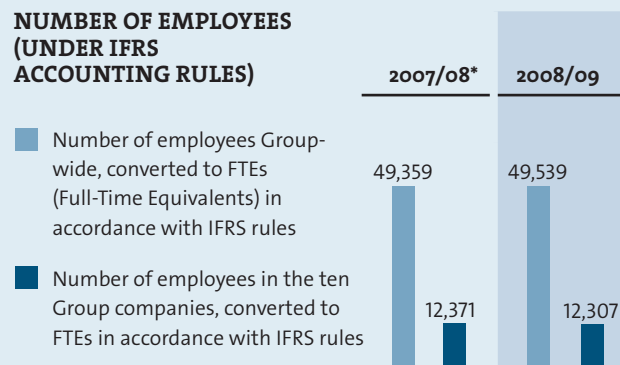 NUMBER OF EMPLOYEES
(UNDER IFRS
ACCOUNTING RULES)
2007/08* 2008/09
Number of employees Group-
wide, converted to FTEs
(Full-Time Equivalents) in
accordance with IFRS rules
49,359 49,539
Number of employees in the ten
Group companies, converted to
FTEs in accordance with IFRS rules
12,371 12,307